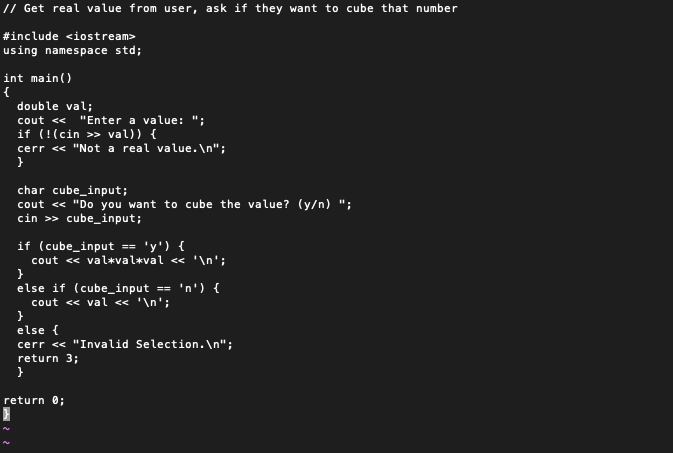 // Get real value from user, ask if they want to cube that number

#include <iostream>
using namespace std;

int main()
{
  double val;
  cout <<  "Enter a value: ";
  if (!(cin >> val)) {
  cerr << "Not a real value.\n";
  }

  char cube_input;
  cout << "Do you want to cube the value? (y/n) ";
  cin >> cube_input;

  if (cube_input == 'y') {
    cout << val*val*val << '\n';
  }
  else if (cube_input == 'n') {
    cout << val << '\n';
  }
  else {
  cerr << "Invalid Selection.\n";
  return 3;
  }

return 0;
}
~
~